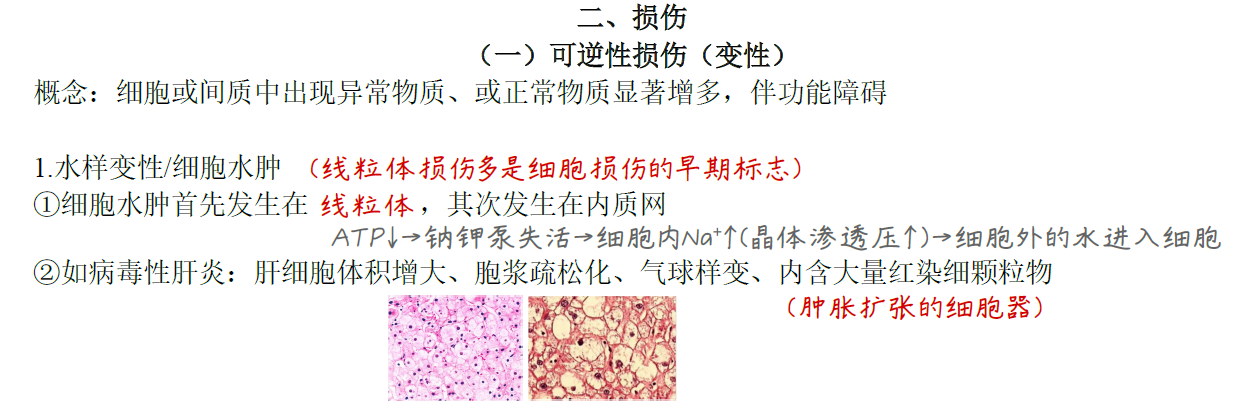 二、损伤
（一）可逆性损伤（变性）
概念：细胞或间质中出现异常物质、或正常物质显著增多，伴功能障碍
1.水样变性/细胞水肿 （线粒体损伤多是细胞损伤的早期标志）
①细胞水肿首先发生在 线粒体，其次发生在内质网
ATP↓→钠钾泵失活→细胞内Na⁺↑(晶体渗透压↑)→细胞外的水进入细胞
②如病毒性肝炎：肝细胞体积增大、胞浆疏松化、气球样变、内含大量红染细颗粒物
（肿胀扩张的细胞器）